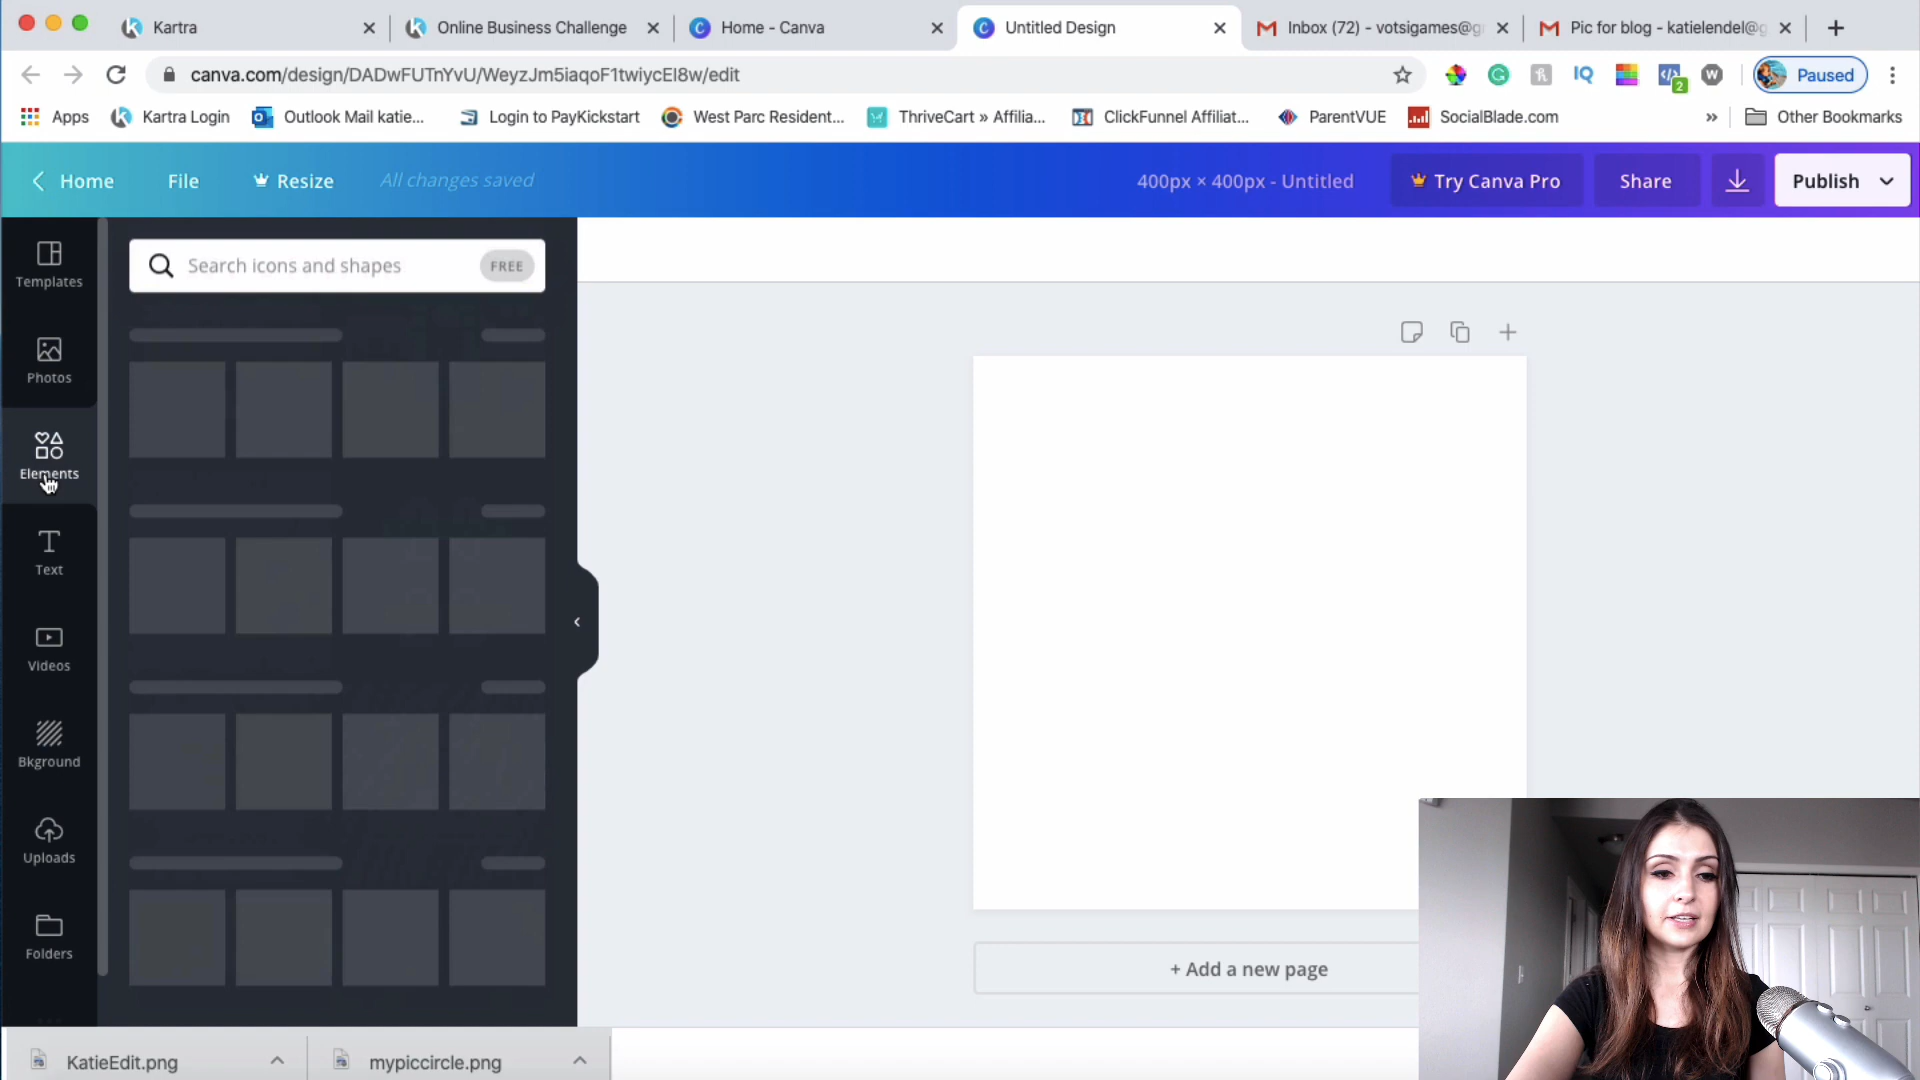 Kartra
Online Business Challenge
Home - Canva
Untitled Design
Inbox (72) - votsigames@g
Pic for blog - katielendel@g
canva.com/design/DADwFUTnYvU/WeyzJm5iaqoF1twiycEI8w/edit
IQ
2
W
Paused
Apps
Kartra Login
Outlook Mail katie...
Login to PayKickstart
West Parc Resident...
ThriveCart » Affilia...
ClickFunnel Affiliat...
ParentVUE
SocialBlade.com
»
Other Bookmarks
Home
File
Resize
All changes saved
400px × 400px - Untitled
Try Canva Pro
Share
Publish
Templates
Photos
Elements
Text
Videos
Bkground
Uploads
Folders
Search icons and shapes
FREE
+ Add a new page
KatieEdit.png
mypiccircle.png